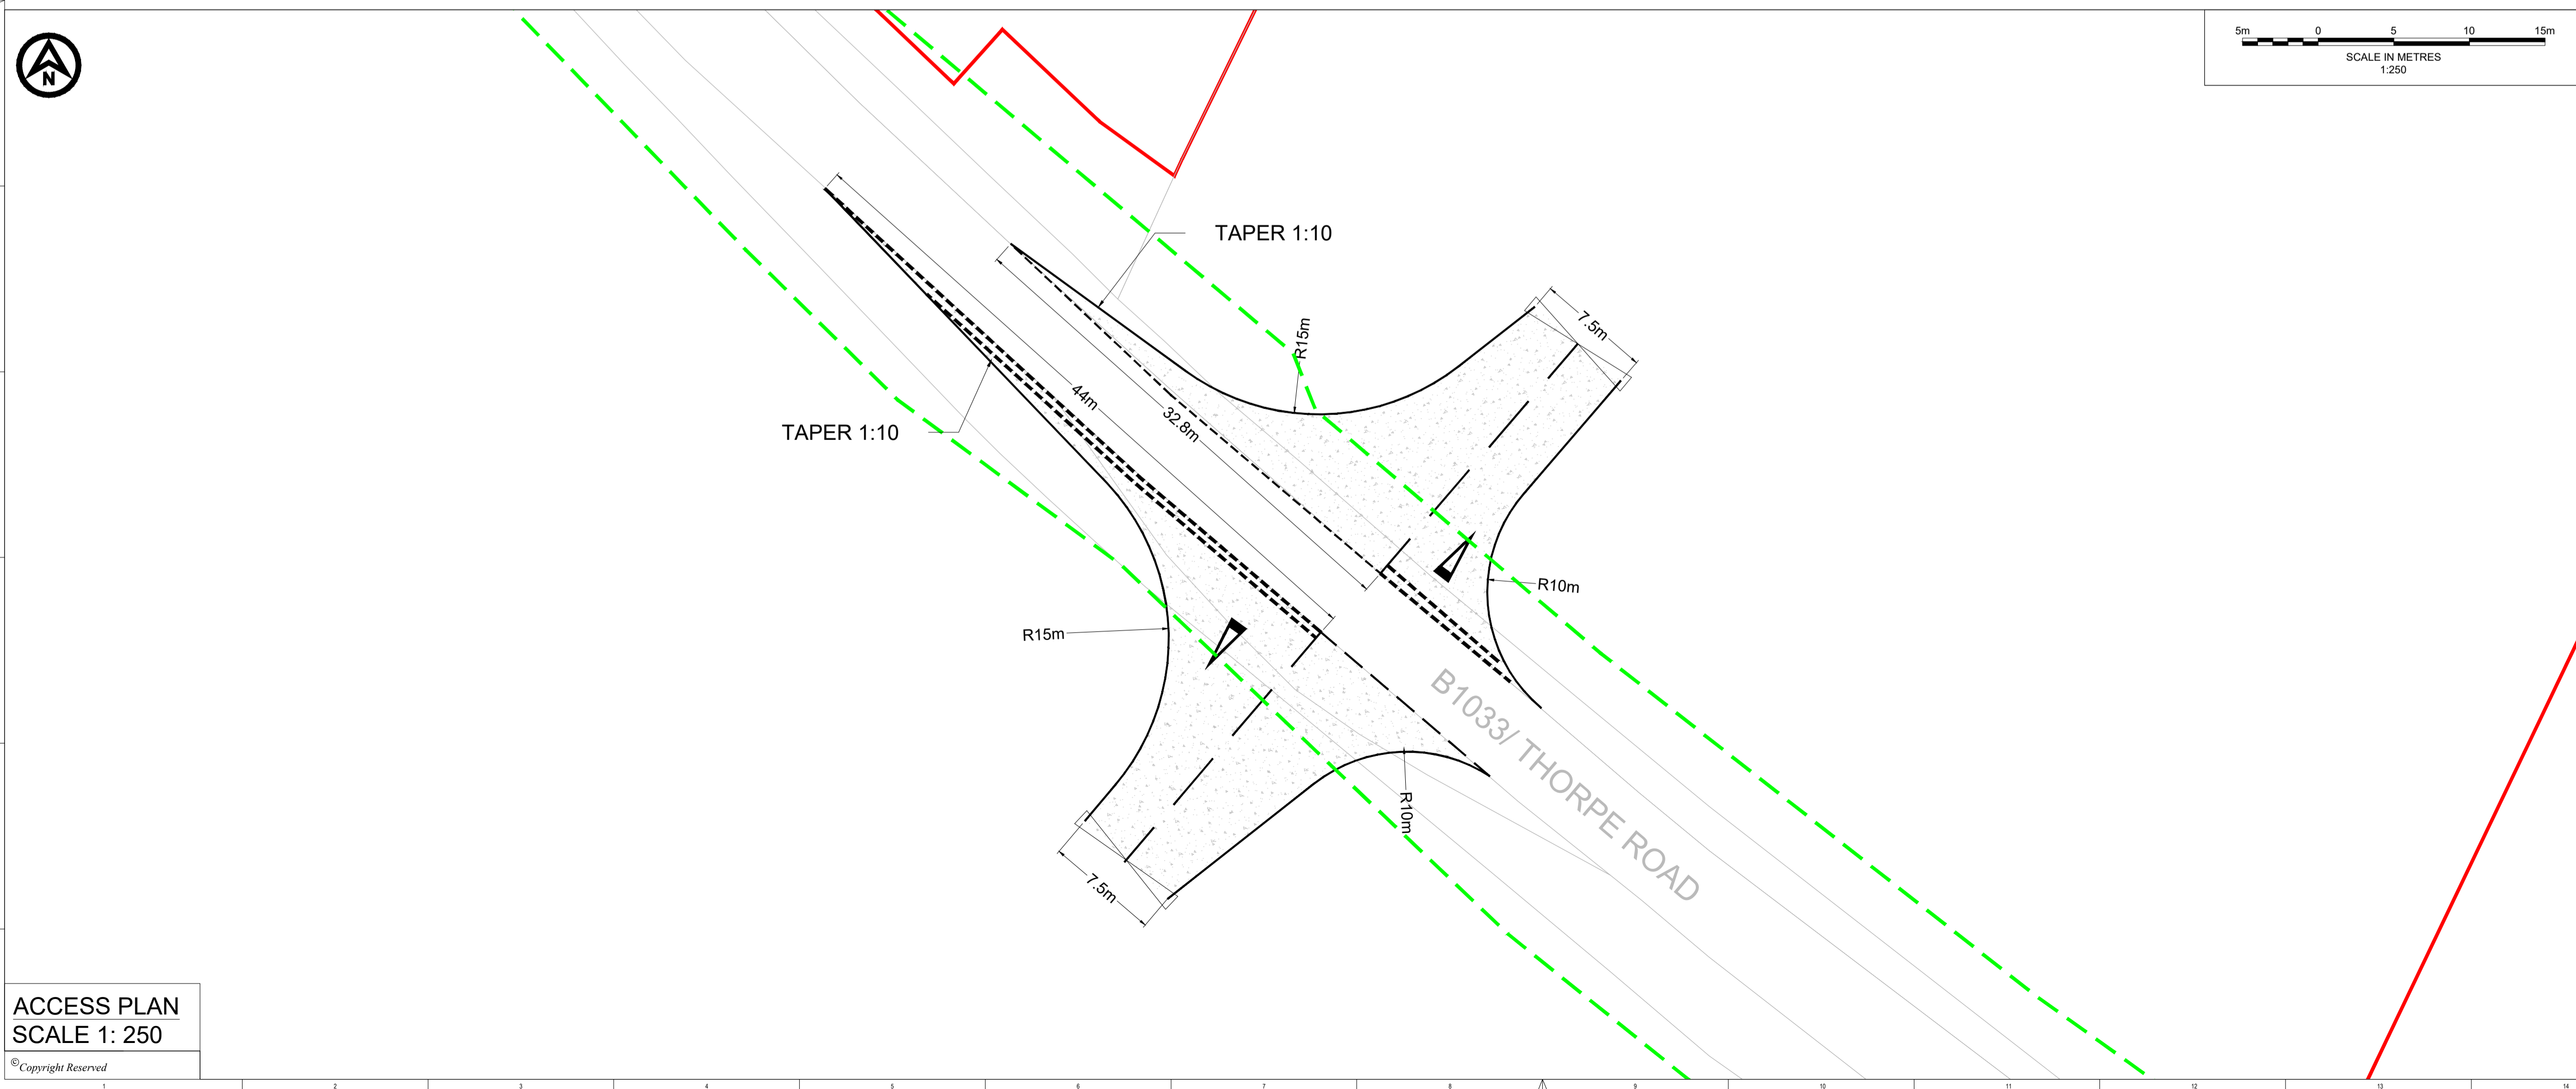 N
5m 0 5 10 15m
SCALE IN METRES
1:250
TAPER 1:10
7.5m
R15m
44m
32.8m
TAPER 1:10
R10m
R15m
B1033/ THORPE ROAD
R10m
7.5m
ACCESS PLAN
SCALE 1: 250
©Copyright Reserved
1 2 3 4 5 6 7 8 9 10 11 12 13 14